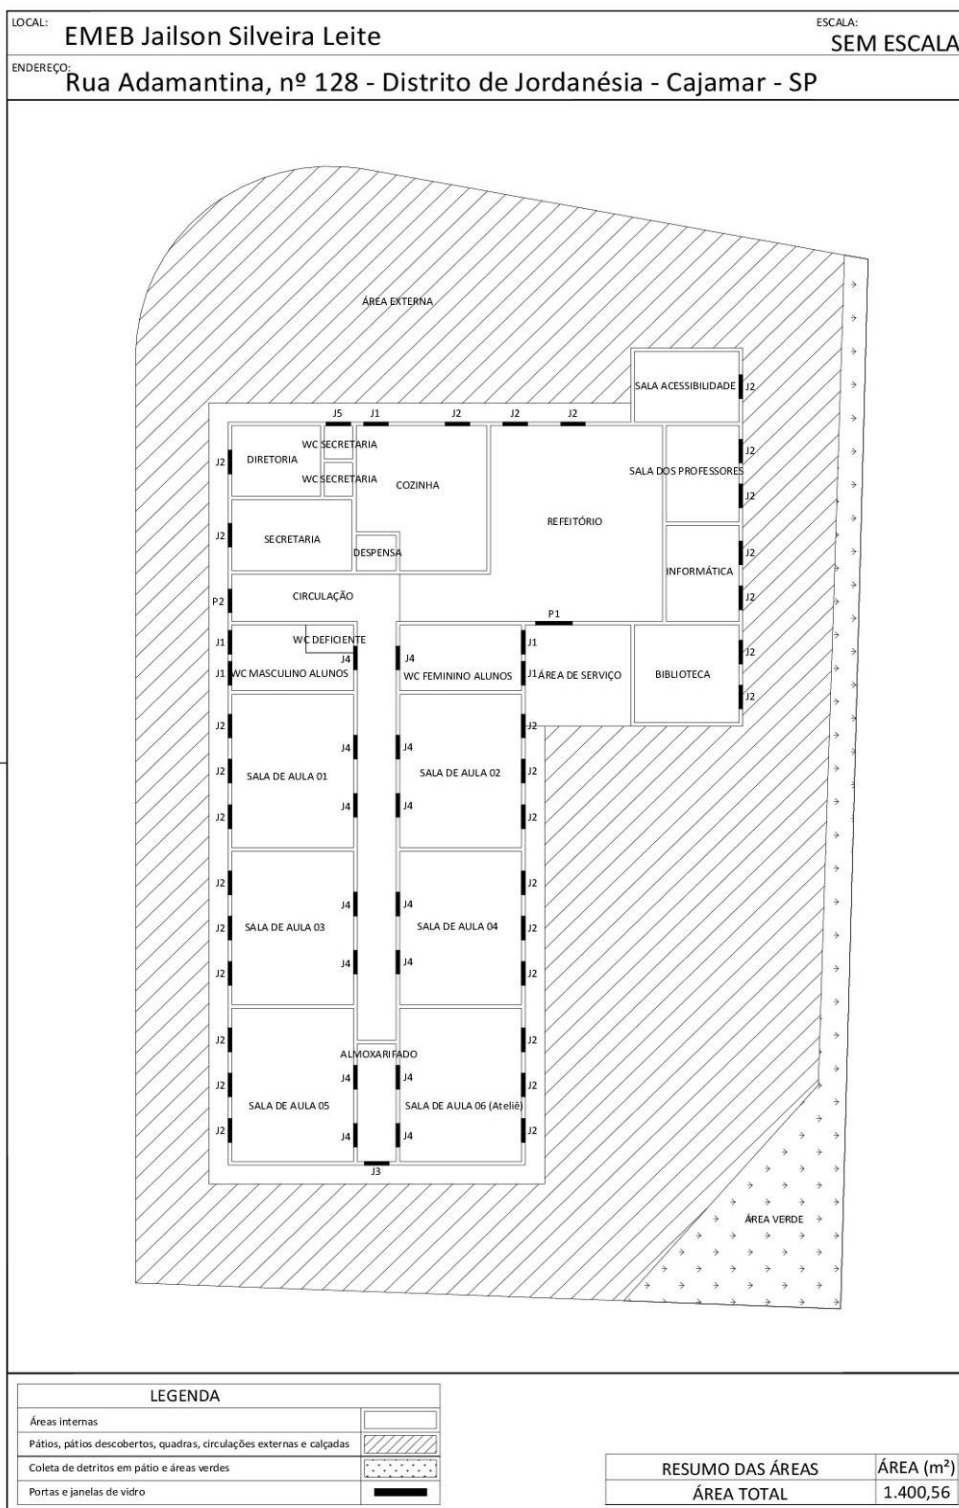 LOCAL:
EMEB Jailson Silveira Leite
ESCALA:
SEM ESCALA
ENDEREÇO:
Rua Adamantina, nº 128 - Distrito de Jordanésia - Cajamar - SP
ÁREA EXTERNA
SALA ACESSIBILIDADE J2
J5 J1 J2 J2 J2
WC SECRETARIA
J2
DIRETORIA
J2
SALA DOS PROFESSORES
WC SECRETARIA
COZINHA
J2
REFEITÓRIO
J2
SECRETARIA
DESPENSA
J2
INFORMÁTICA
CIRCULAÇÃO
J2
P2
P1
J1 WC DEFICIENTE J1
J4 J4 J2
J1 WC MASCULINO ALUNOS WC FEMININO ALUNOS J1 ÁREA DE SERVIÇO BIBLIOTECA
J2
J2 J2
J4 J4
J2 SALA DE AULA 01 SALA DE AULA 02 J2
J4 J4
J2 J2
J2 J2
J4 J4
J2 SALA DE AULA 03 SALA DE AULA 04 J2
J4 J4
J2 J2
J2 J2
ALMOXARIFADO
J4 J4
J2 J2
SALA DE AULA 05 SALA DE AULA 06 (Ateliê)
J2 J4 J4 J2
J3
ÁREA VERDE
LEGENDA
Áreas internas
Pátios, pátios descobertos, quadras, circulações externas e calçadas
Coleta de detritos em pátio e áreas verdes
Portas e janelas de vidro
RESUMO DAS ÁREAS ÁREA (m²)
ÁREA TOTAL 1.400,56